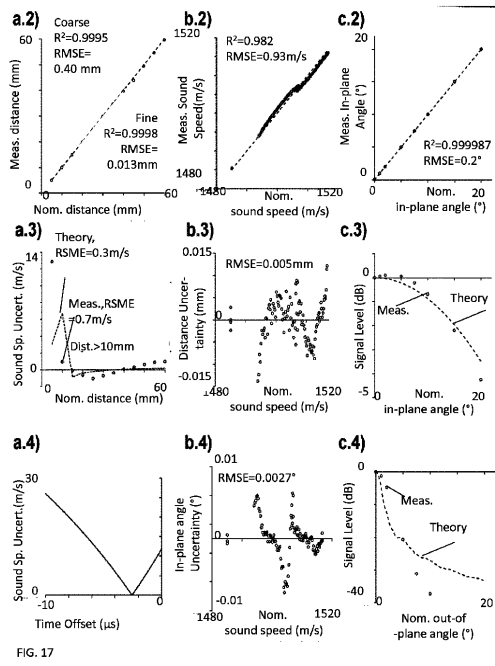 a.2)
Coarse
R²=0.9995
RMSE=
0.40 mm
Fine
R²=0.9998
RMSE=
0.013mm
60
0
0
60
Meas. distance (mm)
Nom. distance (mm)
b.2)
1520
R²=0.982
RMSE=0.93m/s
Meas. Sound
Speed(m/s)
1480
1480
1520
Nom.
sound speed (m/s)
c.2)
20
Meas. In-plane
Angle (°)
R²=0.999987
RMSE=0.2°
0
0
20
Nom.
in-plane angle (°)
a.3)
Theory,
RSME=0.3m/s
14
Meas.,RSME
=0.7m/s
Dist.>10mm
0
0
60
Sound Sp. Uncert. (m/s)
Nom. distance (mm)
b.3)
0.015
RMSE=0.005mm
Distance Uncer-
tainty (mm)
0
-0.015
1480
1520
Nom.
sound speed (m/s)
c.3)
0
Meas.
Theory
Signal Level (dB)
-5
0
20
Nom.
in-plane angle (°)
a.4)
30
Sound Sp. Uncert.(m/s)
0
-10
0
Time Offset (µs)
b.4)
0.01
RMSE=0.0027°
In-plane angle
Uncertainty (°)
0
-0.01
1480
1520
Nom.
sound speed (m/s)
c.4)
0
Meas.
Theory
Signal Level (dB)
-40
0
20
Nom. out-of
-plane angle (°)
FIG. 17